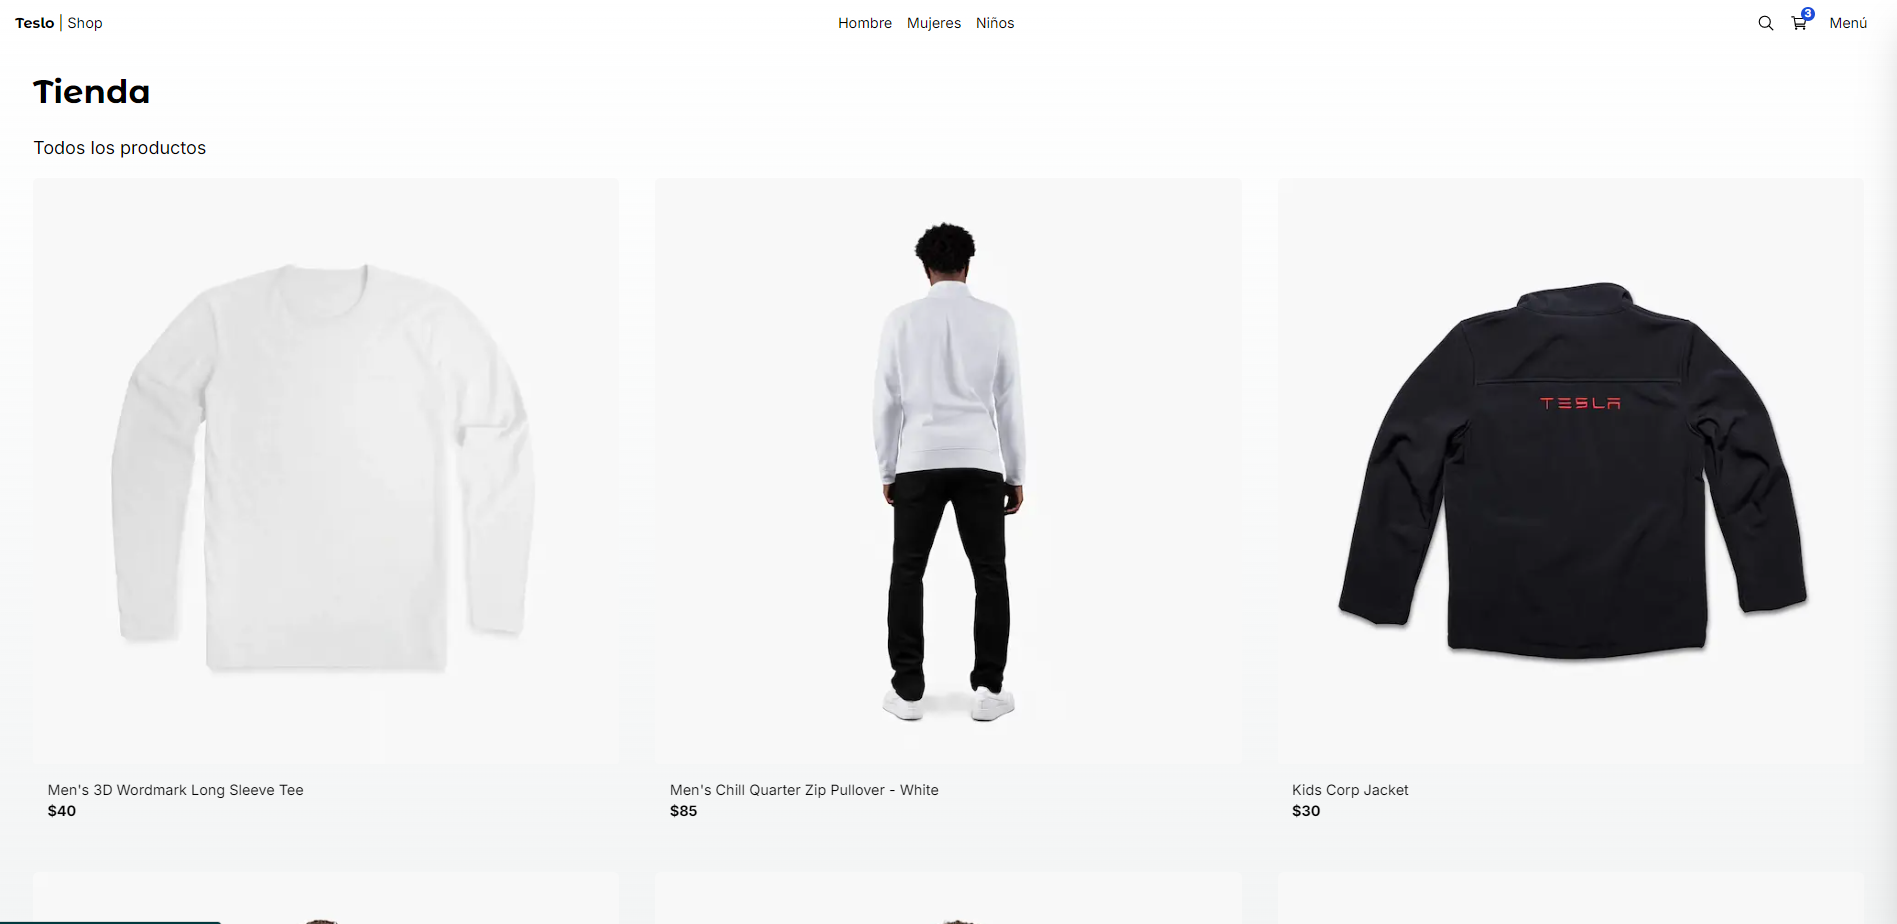 Teslo | Shop
Hombre Mujeres Niños
3
Menú
Tienda
Todos los productos
TESLA
Men's 3D Wordmark Long Sleeve Tee
$40
Men's Chill Quarter Zip Pullover - White
$85
Kids Corp Jacket
$30